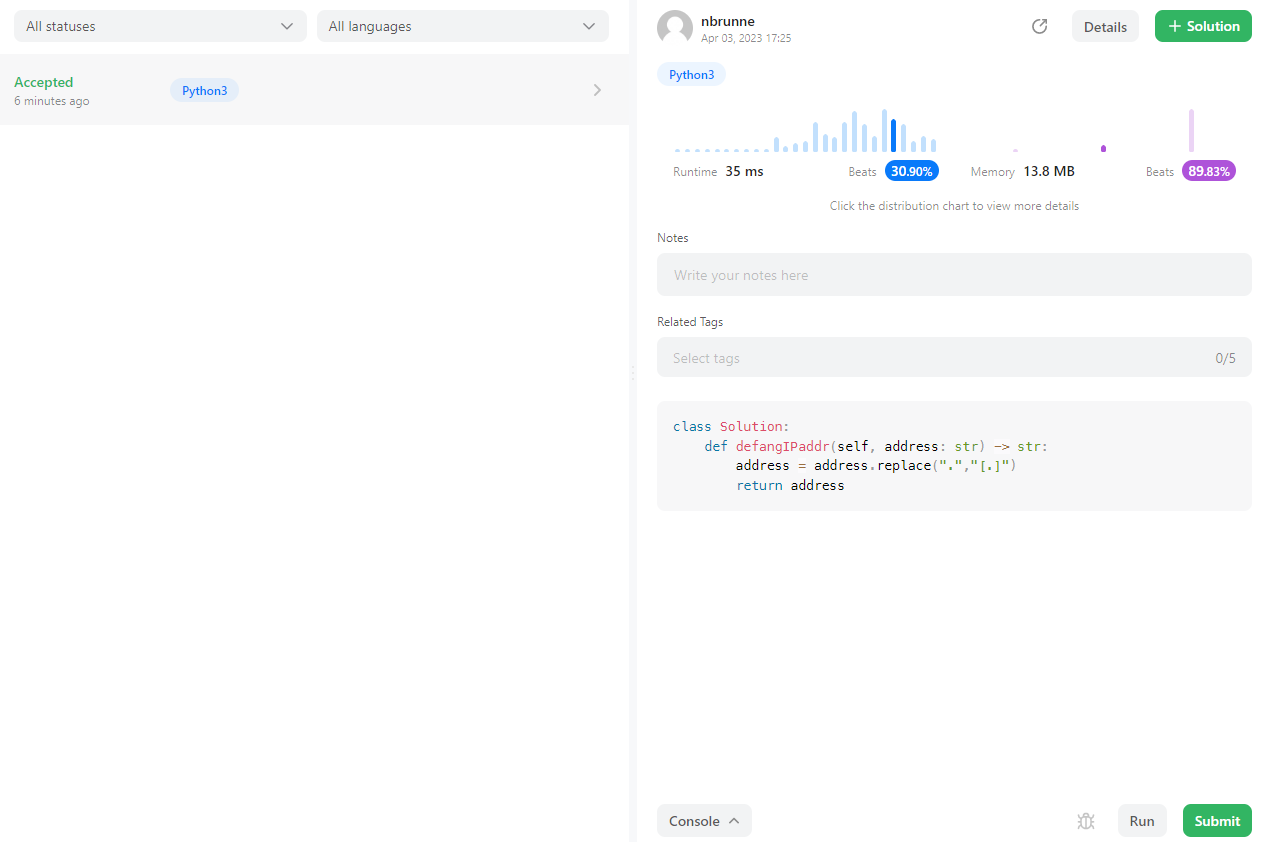 All statuses
All languages
Accepted
6 minutes ago
Python3
nbrunne
Apr 03, 2023 17:25
Details
+ Solution
Python3
Runtime 35 ms
Beats 30.90%
Memory 13.8 MB
Beats 89.83%
Click the distribution chart to view more details
Notes
Write your notes here
Related Tags
Select tags
0/5
class Solution:
    def defangIPaddr(self, address: str) -> str:
        address = address.replace(".","[.]")
        return address
Console
Run
Submit